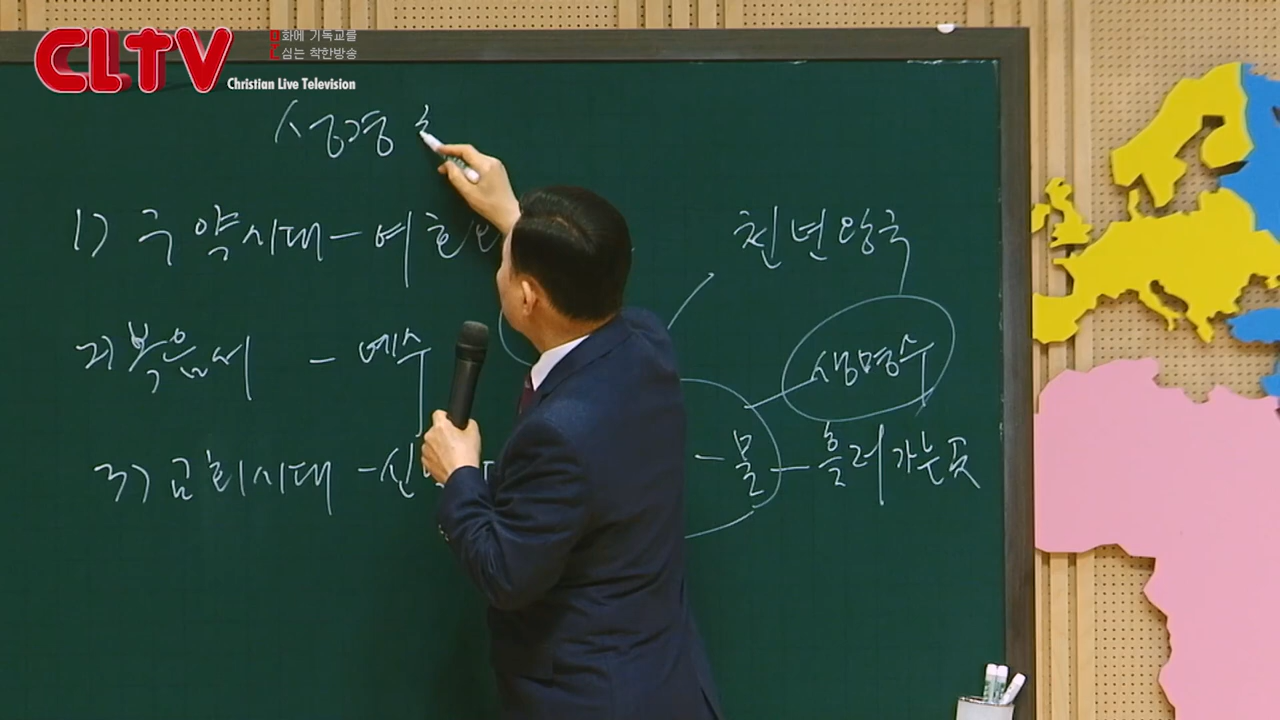 CLTV
문화에 기독교를
심는 착한방송
Christian Live Television
성경
1) 구약시대 - 여호
천년왕국
2) 복음서 - 예수
생명수
3) 교회시대 -
물 - 흘러가는 곳